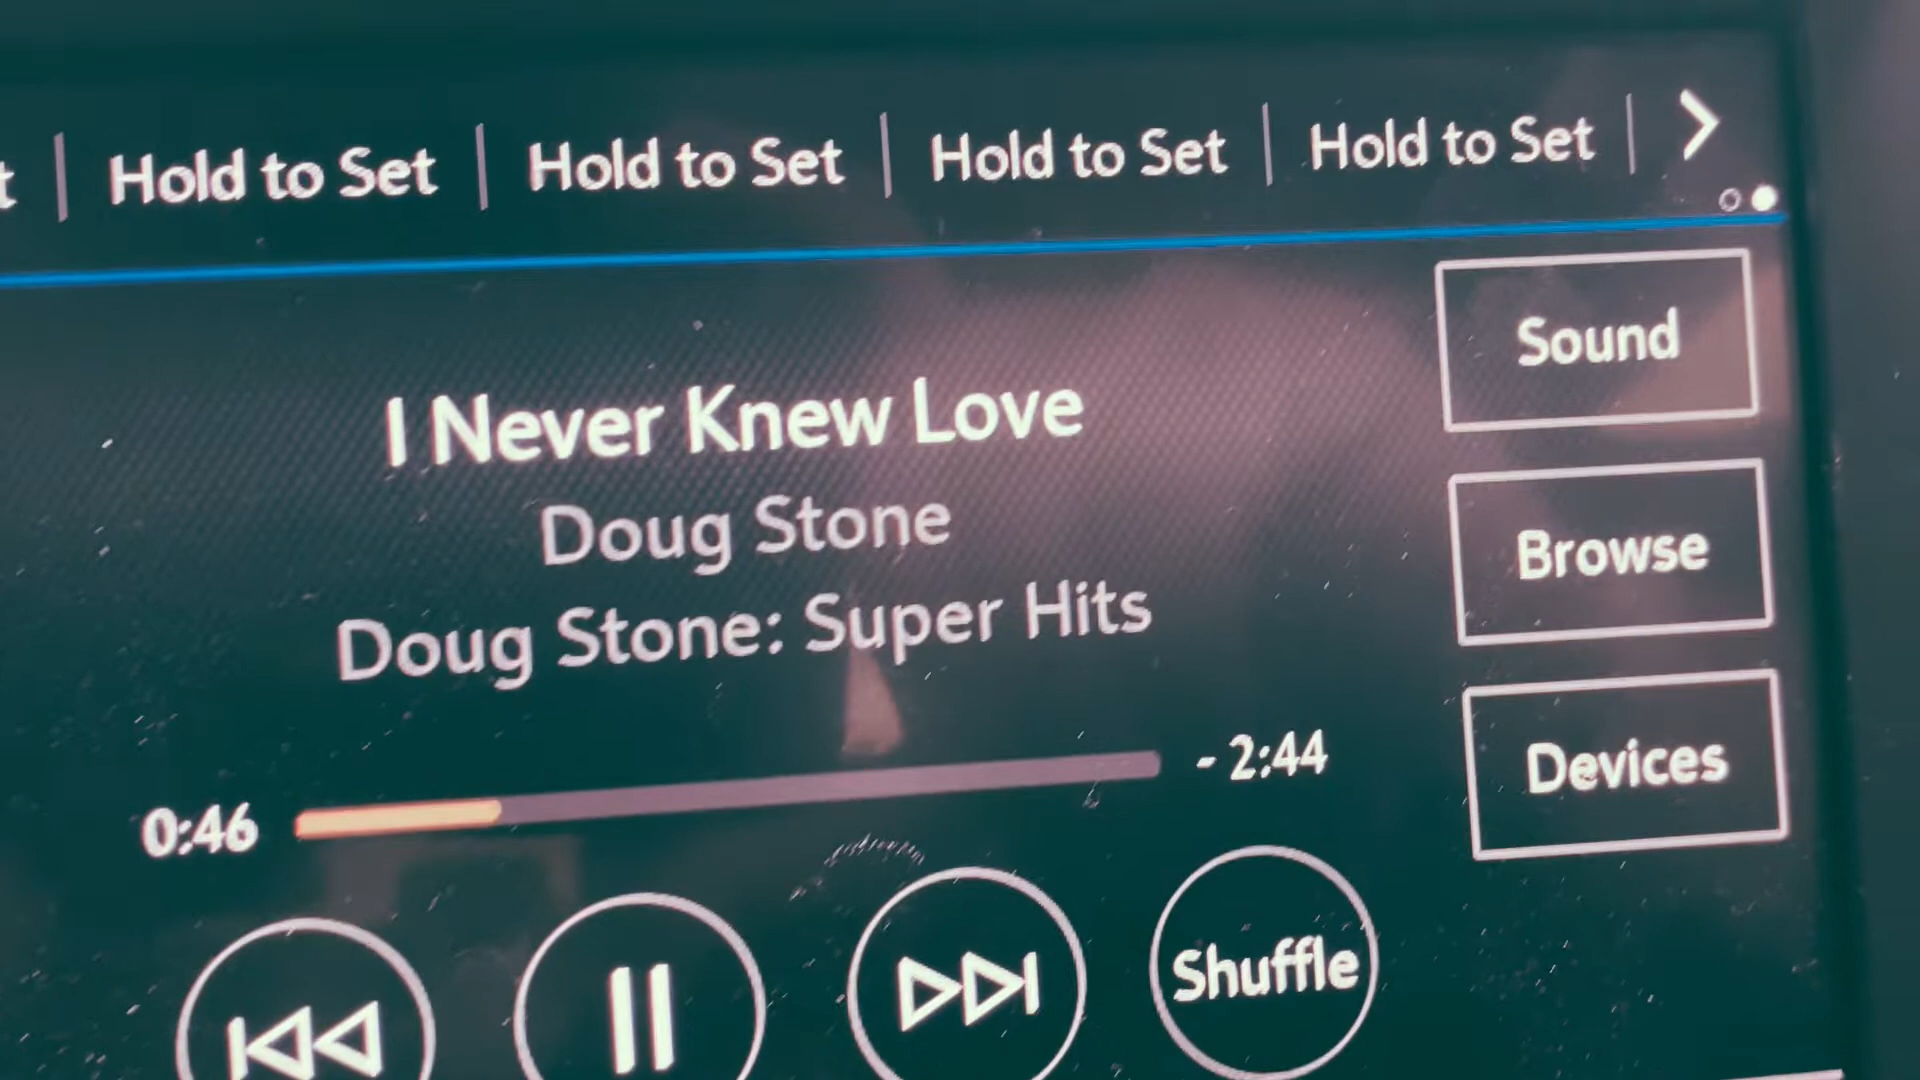 t | Hold to Set | Hold to Set | Hold to Set | Hold to Set |
Sound
I Never Knew Love
Doug Stone
Browse
Doug Stone: Super Hits
Devices
0:46
- 2:44
Shuffle